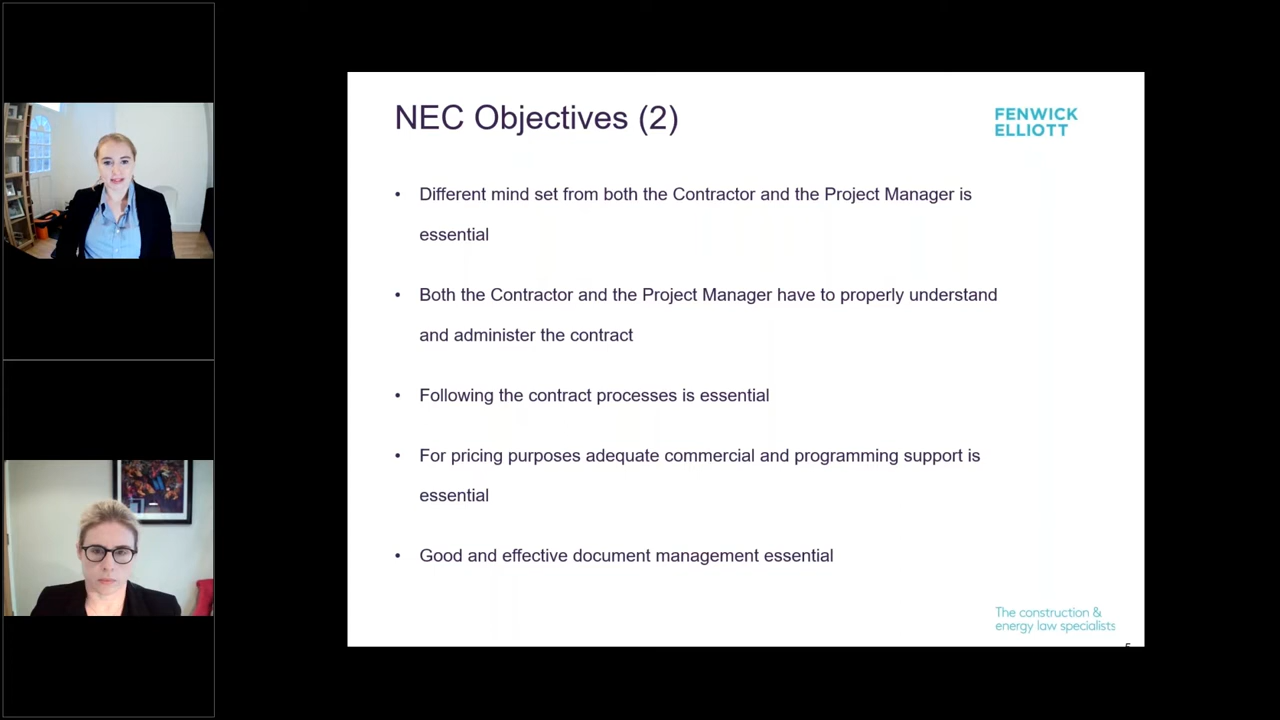 NEC Objectives (2)
FENWICK
ELLIOTT
• Different mind set from both the Contractor and the Project Manager is
essential
• Both the Contractor and the Project Manager have to properly understand
and administer the contract
• Following the contract processes is essential
• For pricing purposes adequate commercial and programming support is
essential
• Good and effective document management essential
The construction &
energy law specialists